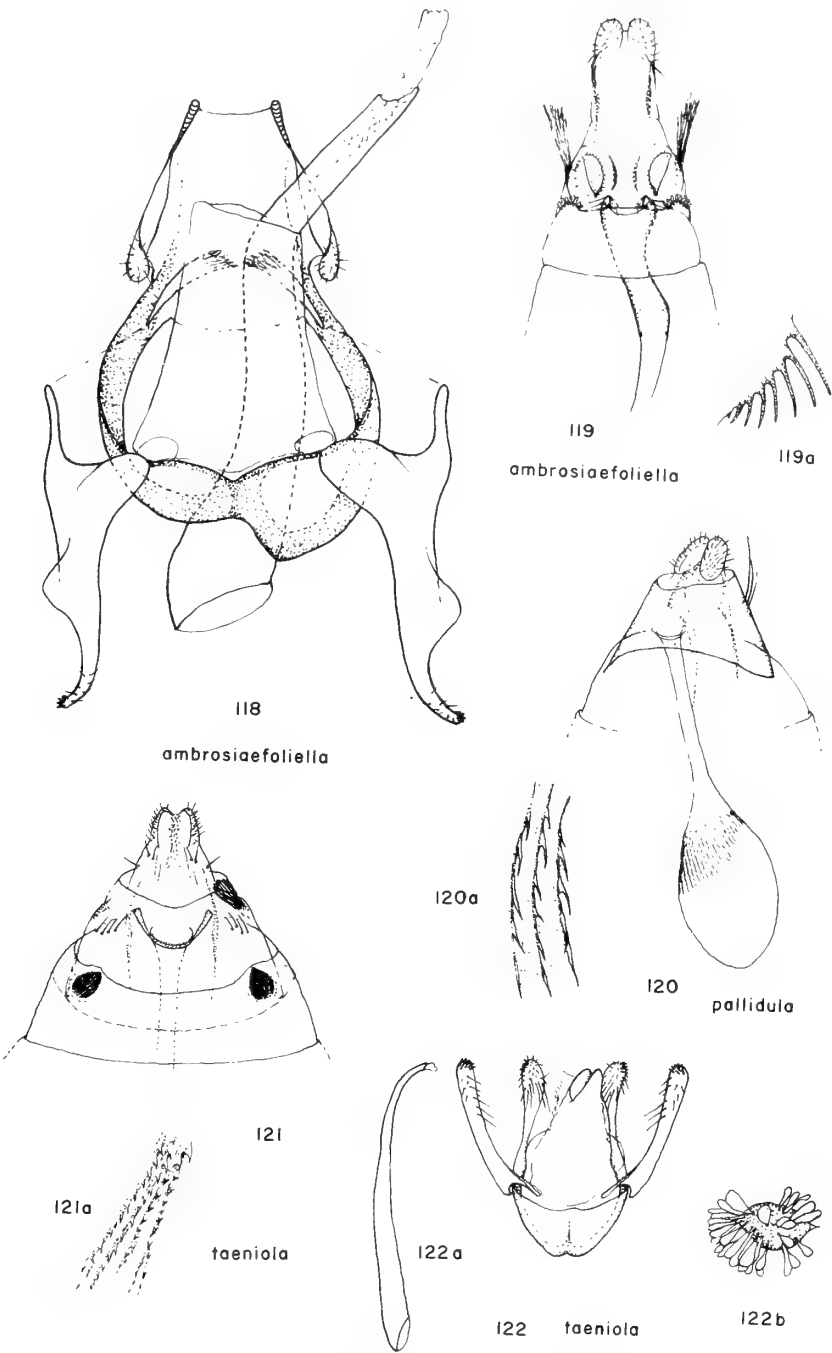 119
119a
ambrosiaefoliella
118
ambrosiaefoliella
120a
120
pallidula
121
121a
taeniola
122a
122
taeniola
122b